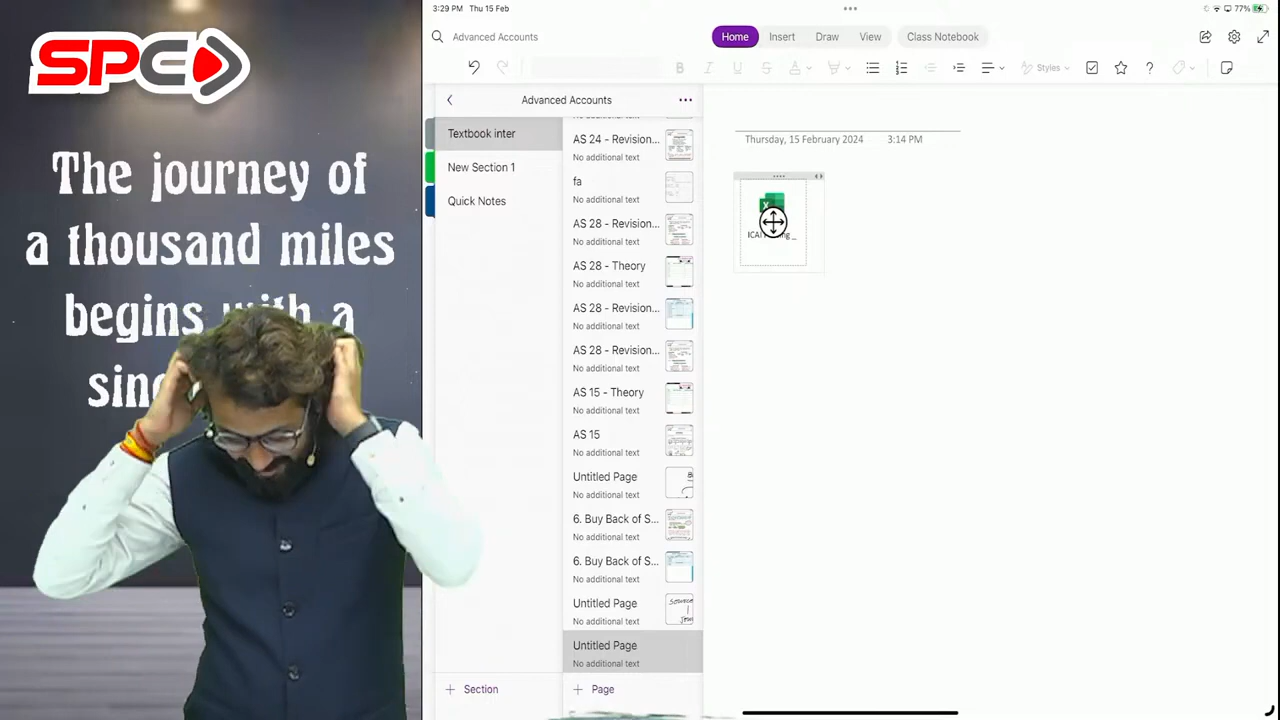 3:29 PM Thu 15 Feb
77%
SPE
The journey of
a thousand miles
begins with a
Advanced Accounts
Home
Insert
Draw
View
Class Notebook
B
I
U
S
A
Styles
?
Advanced Accounts
Textbook inter
New Section 1
Quick Notes
No additional text
AS 24 - Revision...
No additional text
fa
No additional text
AS 28 - Revision...
No additional text
AS 28 - Theory
No additional text
AS 28 - Revision...
No additional text
AS 28 - Revision...
No additional text
AS 15 - Theory
No additional text
AS 15
No additional text
Untitled Page
No additional text
6. Buy Back of S...
No additional text
6. Buy Back of S...
No additional text
Untitled Page
No additional text
Untitled Page
No additional text
+ Section
+ Page
Thursday, 15 February 2024 3:14 PM
X